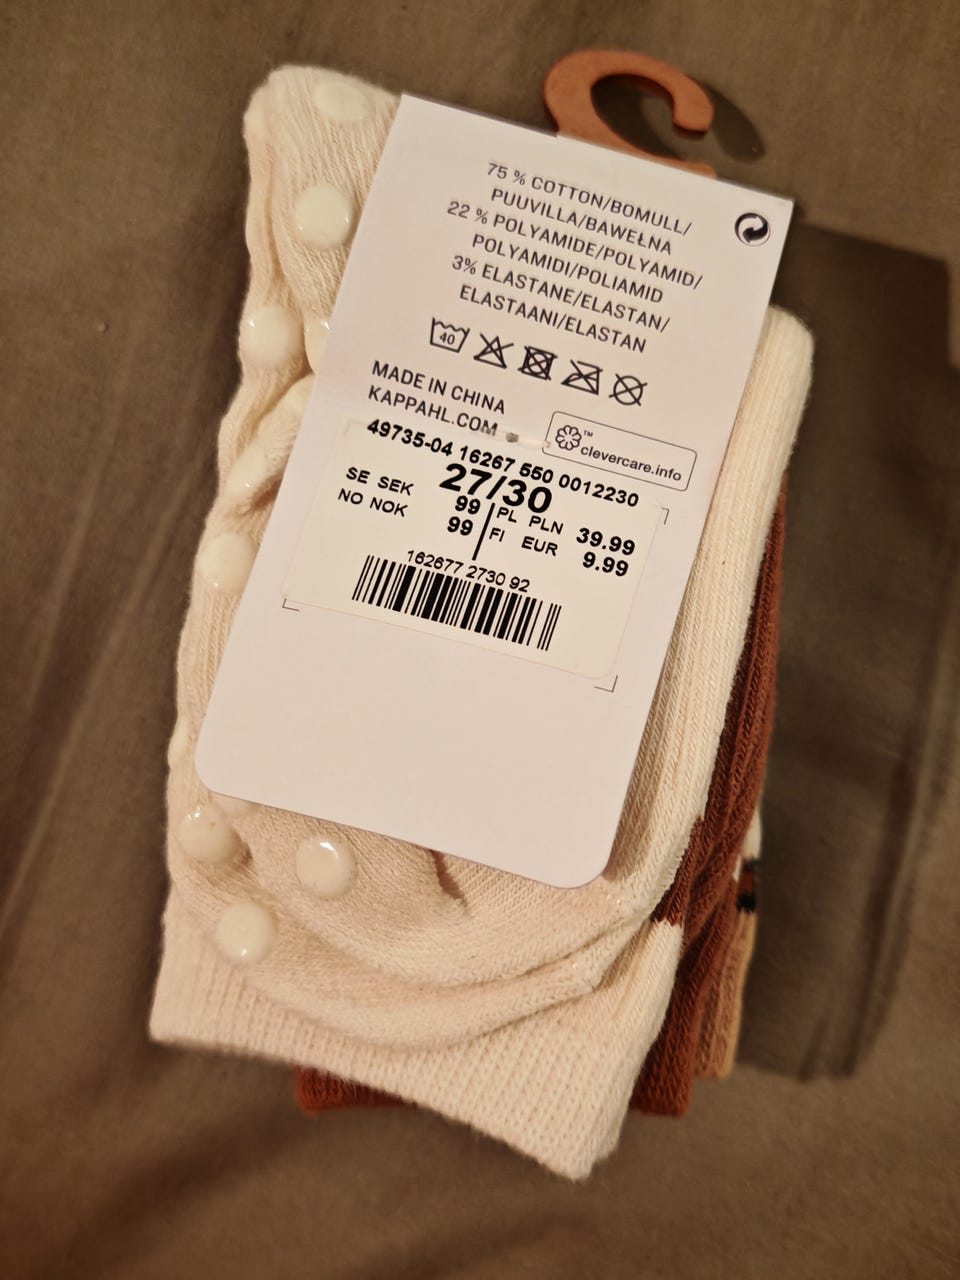 75 % COTTON/BOMULL/
PUUVILLA/BAWEŁNA
22 % POLYAMIDE/POLYAMID/
POLYAMIDI/POLIAMID
3% ELASTANE/ELASTAN/
ELASTAANI/ELASTAN
40
MADE IN CHINA
KAPPAHL.COM
™
clevercare.info
49735-04 16267 550 0012230
27/30
SE SEK 99 PL PLN 39.99
NO NOK 99 FI EUR 9.99
162677 2730 92